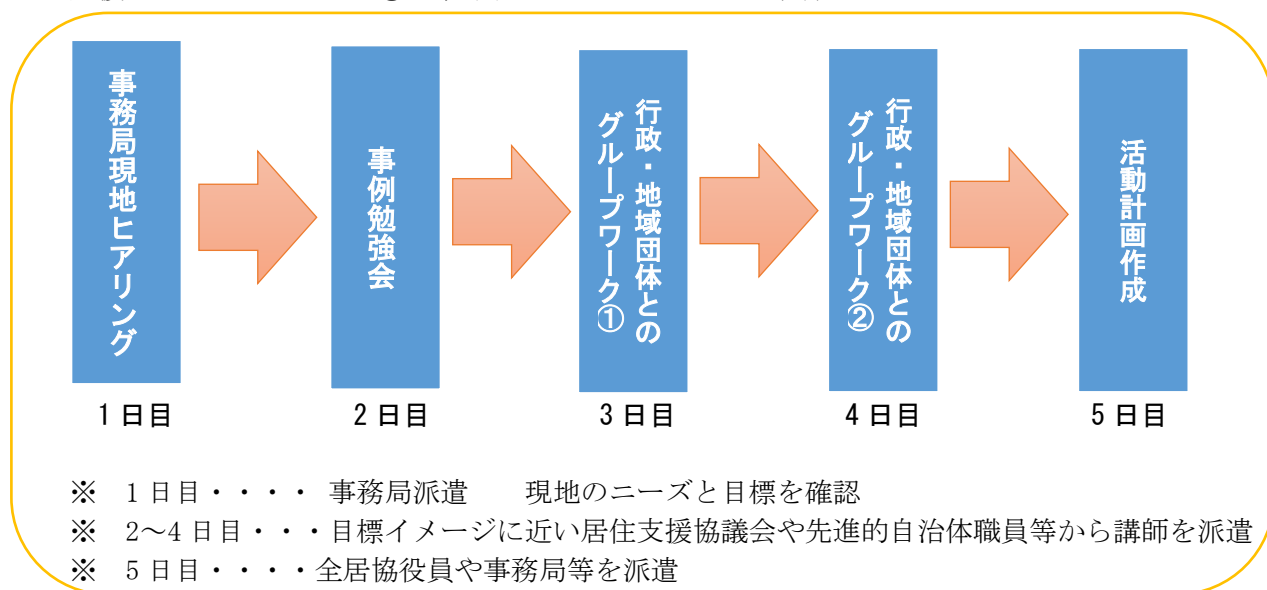 事務局現地ヒアリング
事例勉強会
行政・地域団体との
グループワーク①
行政・地域団体との
グループワーク②
活動計画作成
1日目
2日目
3日目
4日目
5日目
※ 1日目・・・・ 事務局派遣 現地のニーズと目標を確認
※ 2～4日目・・・目標イメージに近い居住支援協議会や先進的自治体職員等から講師を派遣
※ 5日目・・・・全居協役員や事務局等を派遣